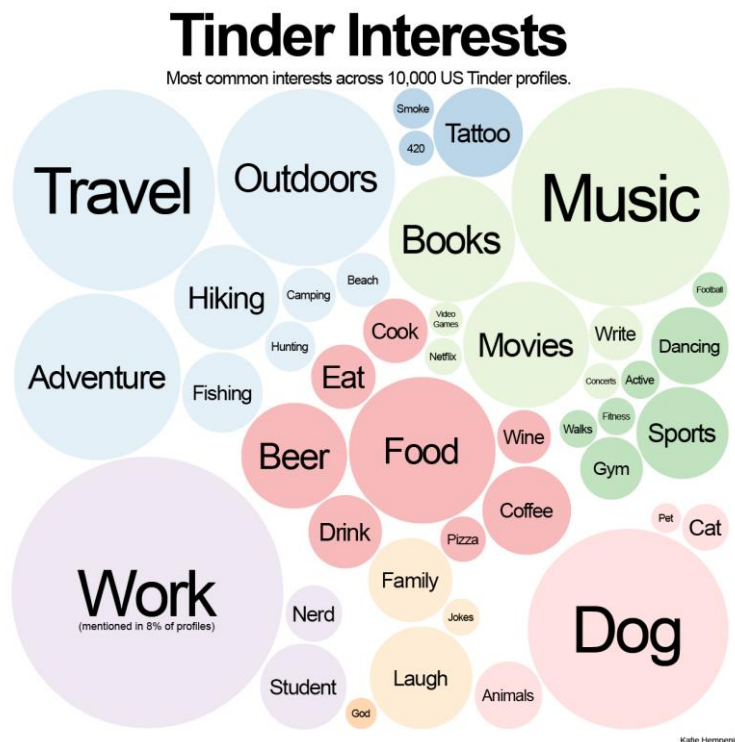 Tinder Interests
Most common interests across 10,000 US Tinder profiles.
Travel
Outdoors
Smoke
420
Tattoo
Music
Books
Hiking
Camping
Beach
Hunting
Adventure
Fishing
Cook
Eat
Video
Games
Netflix
Movies
Write
Concerts
Football
Dancing
Active
Fitness
Walks
Gym
Sports
Beer
Food
Wine
Drink
Pizza
Coffee
Work
(mentioned in 8% of profiles)
Nerd
Student
Family
Jokes
Laugh
God
Animals
Pet
Cat
Dog